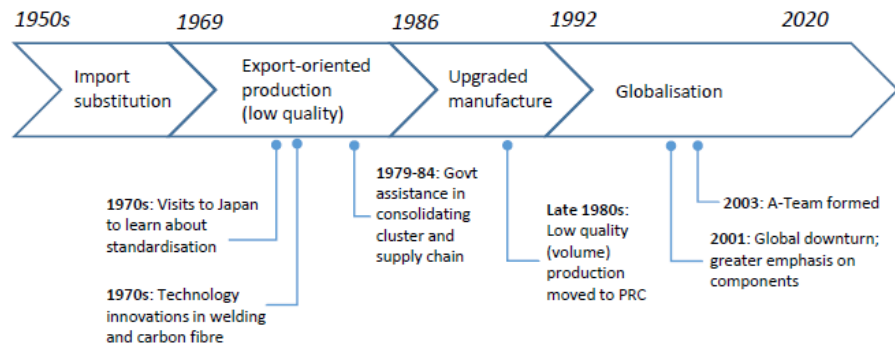 1950s
1969
1986
1992
2020
Import
substitution
Export-oriented
production
(low quality)
Upgraded
manufacture
Globalisation
1970s: Visits to Japan
to learn about
standardisation
1970s: Technology
innovations in welding
and carbon fibre
1979-84: Govt
assistance in
consolidating
cluster and
supply chain
Late 1980s:
Low quality
(volume)
production
moved to PRC
2003: A-Team formed
2001: Global downturn;
greater emphasis on
components